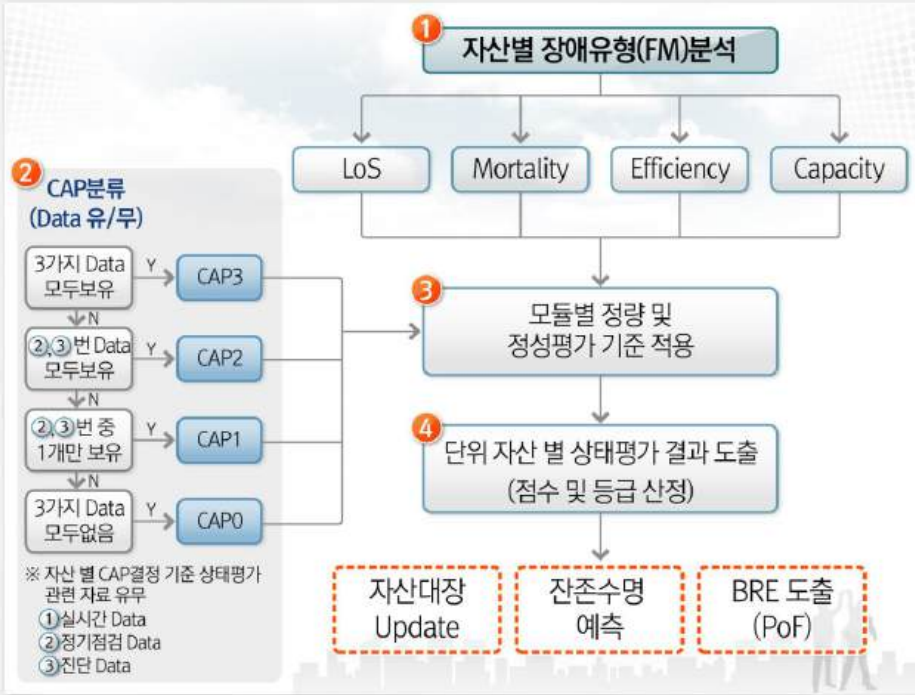 ① 자산별 장애유형(FM)분석
LoS
Mortality
Efficiency
Capacity
② CAP분류
(Data 유/무)
3가지 Data
모두보유
Y
CAP3
N
②,③번 Data
모두보유
Y
CAP2
N
②,③번 중
1개만 보유
Y
CAP1
N
3가지 Data
모두없음
Y
CAP0
※ 자산 별 CAP결정 기준 상태평가
관련 자료 유무
①실시간 Data
②정기점검 Data
③진단 Data
③ 모듈별 정량 및
정성평가 기준 적용
④ 단위 자산 별 상태평가 결과 도출
(점수 및 등급 산정)
자산대장
Update
잔존수명
예측
BRE 도출
(PoF)